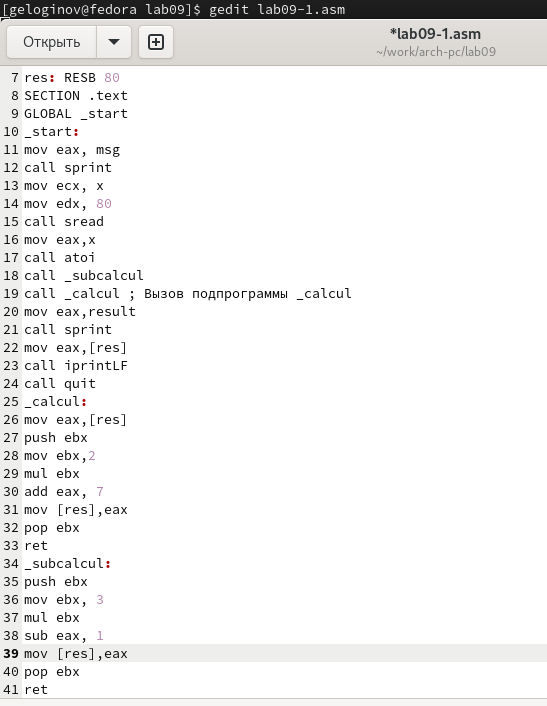 [geloginov@fedora lab09]$ gedit lab09-1.asm
Открыть
*lab09-1.asm
~/work/arch-pc/lab09
7 res: RESB 80
8 SECTION .text
9 GLOBAL _start
10 _start:
11 mov eax, msg
12 call sprint
13 mov ecx, x
14 mov edx, 80
15 call sread
16 mov eax,x
17 call atoi
18 call _subcalcul
19 call _calcul ; Вызов подпрограммы _calcul
20 mov eax,result
21 call sprint
22 mov eax,[res]
23 call iprintLF
24 call quit
25 _calcul:
26 mov eax,[res]
27 push ebx
28 mov ebx,2
29 mul ebx
30 add eax, 7
31 mov [res],eax
32 pop ebx
33 ret
34 _subcalcul:
35 push ebx
36 mov ebx, 3
37 mul ebx
38 sub eax, 1
39 mov [res],eax
40 pop ebx
41 ret